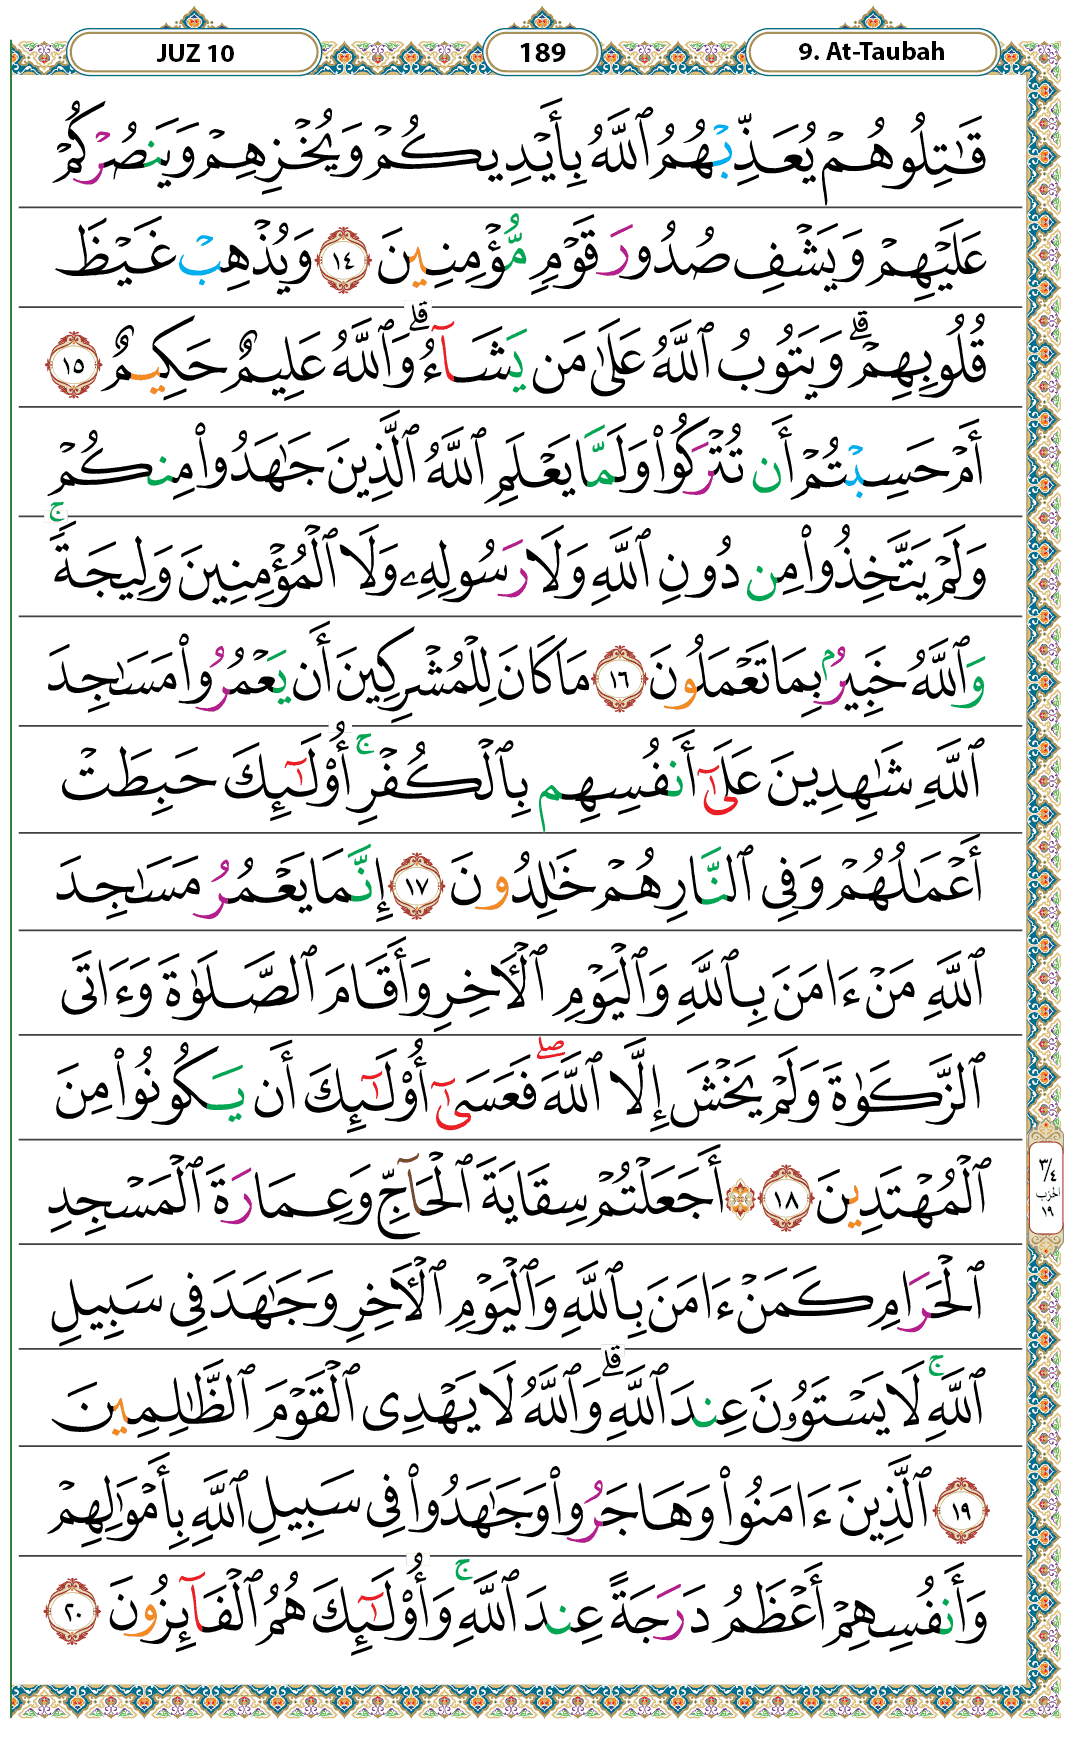 JUZ 10
189
9. At-Taubah
قَٰتِلُوهُمْ يُعَذِّبْهُمُ ٱللَّهُ بِأَيْدِيكُمْ وَيُخْزِهِمْ وَيَنصُرْكُمْ
عَلَيْهِمْ وَيَشْفِ صُدُورَ قَوْمٍ مُّؤْمِنِينَ ١٤ وَيُذْهِبْ غَيْظَ
قُلُوبِهِمْ ۗ وَيَتُوبُ ٱللَّهُ عَلَىٰ مَن يَشَآءُ ۗ وَٱللَّهُ عَلِيمٌ حَكِيمٌ ١٥
أَمْ حَسِبْتُمْ أَن تُتْرَكُوا۟ وَلَمَّا يَعْلَمِ ٱللَّهُ ٱلَّذِينَ جَٰهَدُوا۟ مِنكُمْ
وَلَمْ يَتَّخِذُوا۟ مِن دُونِ ٱللَّهِ وَلَا رَسُولِهِۦ وَلَا ٱلْمُؤْمِنِينَ وَلِيجَةً ۚ
وَٱللَّهُ خَبِيرٌۢ بِمَا تَعْمَلُونَ ١٦ مَا كَانَ لِلْمُشْرِكِينَ أَن يَعْمُرُوا۟ مَسَٰجِدَ
ٱللَّهِ شَٰهِدِينَ عَلَىٰٓ أَنفُسِهِم بِٱلْكُفْرِ ۚ أُو۟لَٰٓئِكَ حَبِطَتْ
أَعْمَٰلُهُمْ وَفِى ٱلنَّارِ هُمْ خَٰلِدُونَ ١٧ إِنَّمَا يَعْمُرُ مَسَٰجِدَ
ٱللَّهِ مَنْ ءَامَنَ بِٱللَّهِ وَٱلْيَوْمِ ٱلْءَاخِرِ وَأَقَامَ ٱلصَّلَوٰةَ وَءَاتَى
ٱلزَّكَوٰةَ وَلَمْ يَخْشَ إِلَّا ٱللَّهَ ۖ فَعَسَىٰٓ أُو۟لَٰٓئِكَ أَن يَكُونُوا۟ مِنَ
ٱلْمُهْتَدِينَ ١٨ ۞ أَجَعَلْتُمْ سِقَايَةَ ٱلْحَآجِّ وَعِمَارَةَ ٱلْمَسْجِدِ
ٱلْحَرَامِ كَمَنْ ءَامَنَ بِٱللَّهِ وَٱلْيَوْمِ ٱلْءَاخِرِ وَجَٰهَدَ فِى سَبِيلِ
ٱللَّهِ ۚ لَا يَسْتَوُۥنَ عِندَ ٱللَّهِ ۗ وَٱللَّهُ لَا يَهْدِى ٱلْقَوْمَ ٱلظَّٰلِمِينَ
١٩ ٱلَّذِينَ ءَامَنُوا۟ وَهَاجَرُوا۟ وَجَٰهَدُوا۟ فِى سَبِيلِ ٱللَّهِ بِأَمْوَٰلِهِمْ
وَأَنفُسِهِمْ أَعْظَمُ دَرَجَةً عِندَ ٱللَّهِ ۚ وَأُو۟لَٰٓئِكَ هُمُ ٱلْفَآئِزُونَ ٢٠
٣/٤
الحزب
١٩